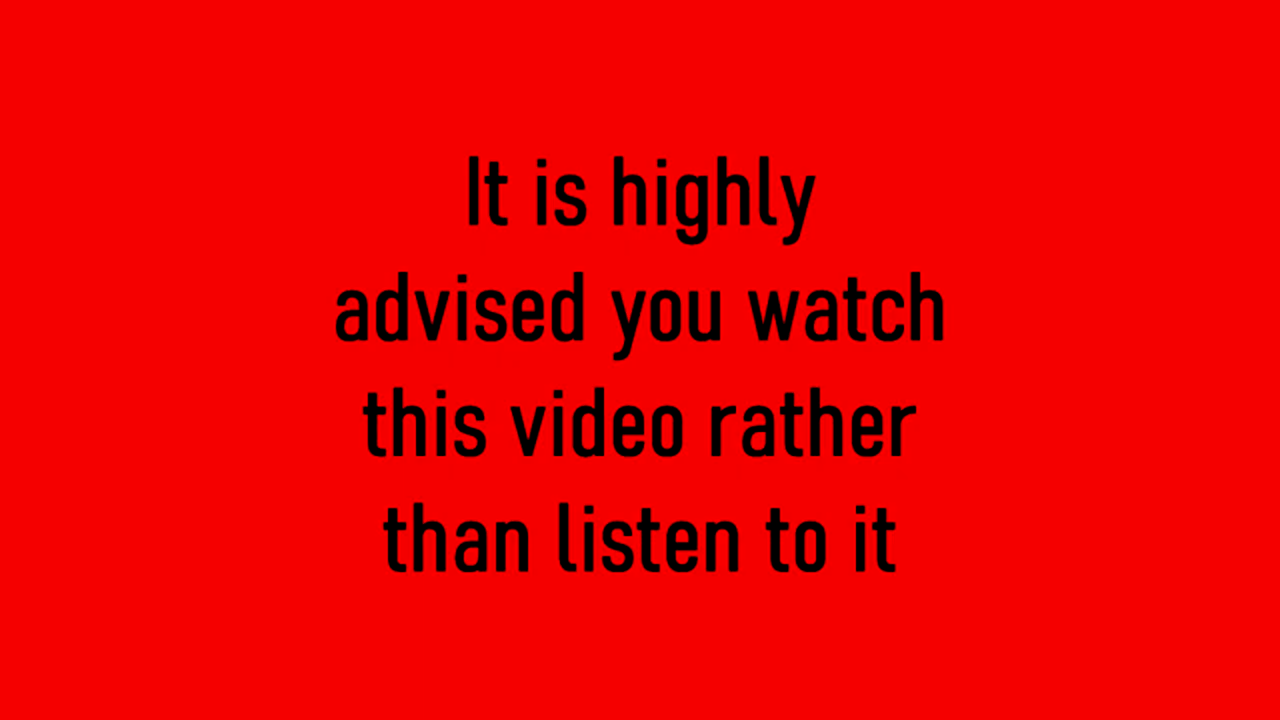 It is highly
advised you watch
this video rather
than listen to it